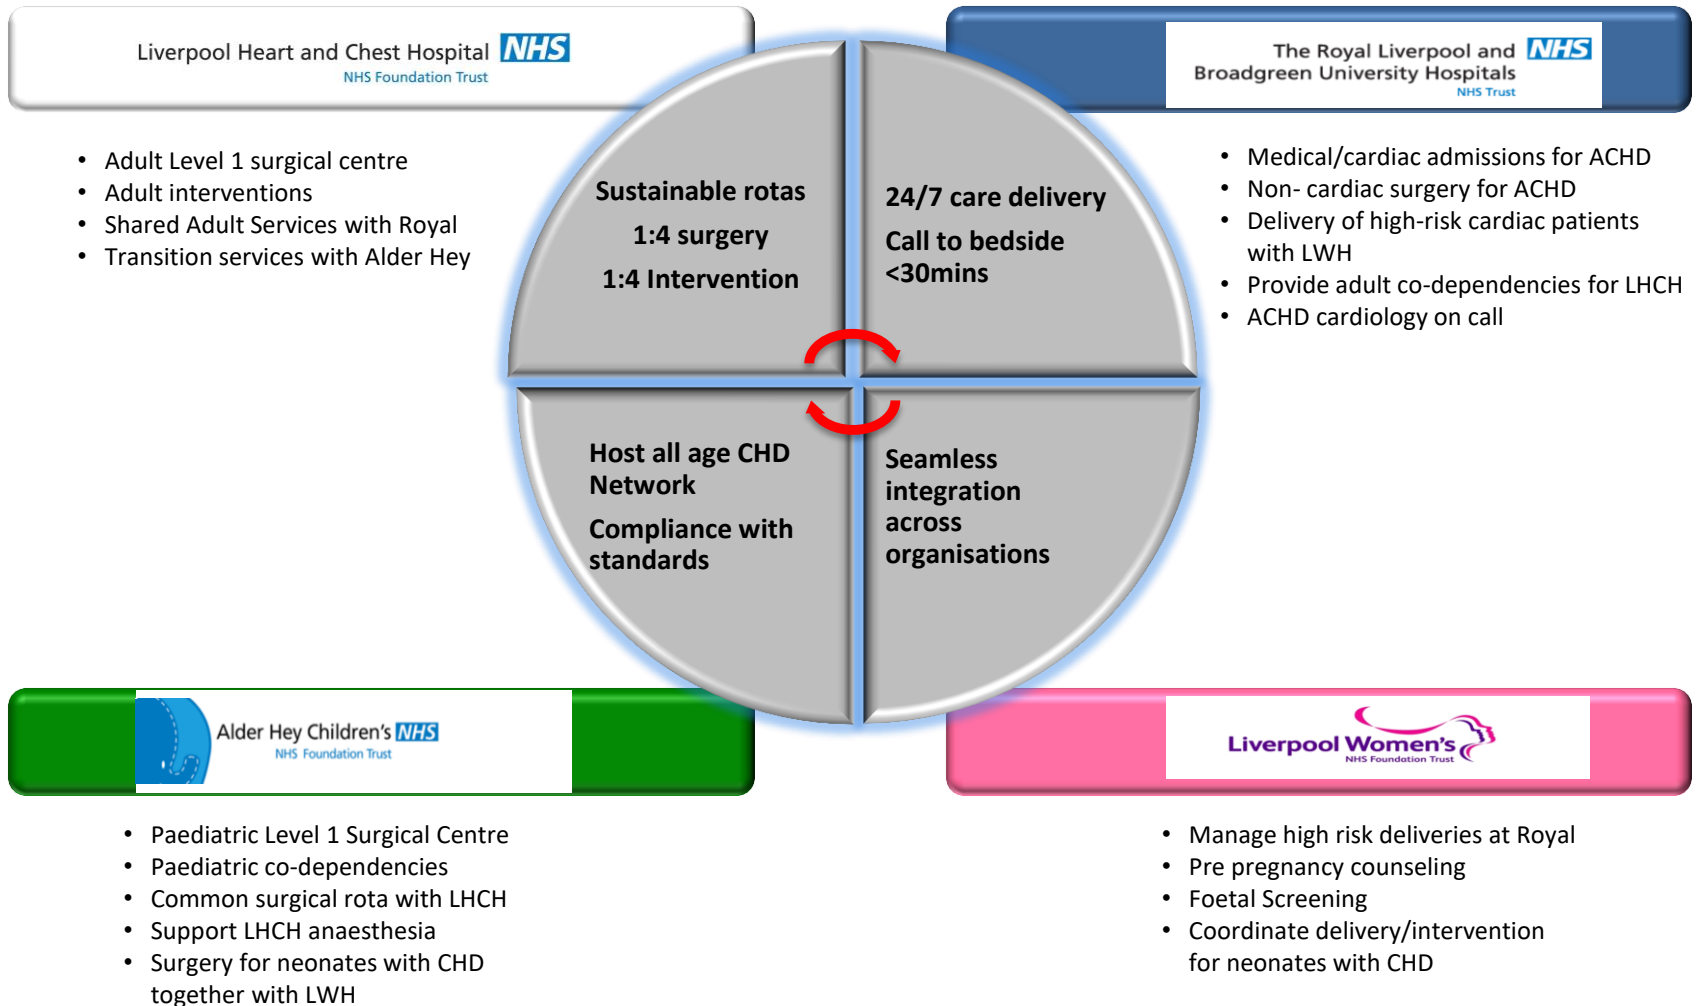 Liverpool Heart and Chest Hospital NHS
NHS Foundation Trust
• Adult Level 1 surgical centre
• Adult interventions
• Shared Adult Services with Royal
• Transition services with Alder Hey
The Royal Liverpool and NHS
Broadgreen University Hospitals
NHS Trust
• Medical/cardiac admissions for ACHD
• Non- cardiac surgery for ACHD
• Delivery of high-risk cardiac patients
with LWH
• Provide adult co-dependencies for LHCH
• ACHD cardiology on call
Sustainable rotas
1:4 surgery
1:4 Intervention
24/7 care delivery
Call to bedside
<30mins
Host all age CHD
Network
Compliance with
standards
Seamless
integration
across
organisations
Alder Hey Children's NHS
NHS Foundation Trust
• Paediatric Level 1 Surgical Centre
• Paediatric co-dependencies
• Common surgical rota with LHCH
• Support LHCH anaesthesia
• Surgery for neonates with CHD
together with LWH
Liverpool Women's
NHS Foundation Trust
• Manage high risk deliveries at Royal
• Pre pregnancy counseling
• Foetal Screening
• Coordinate delivery/intervention
for neonates with CHD